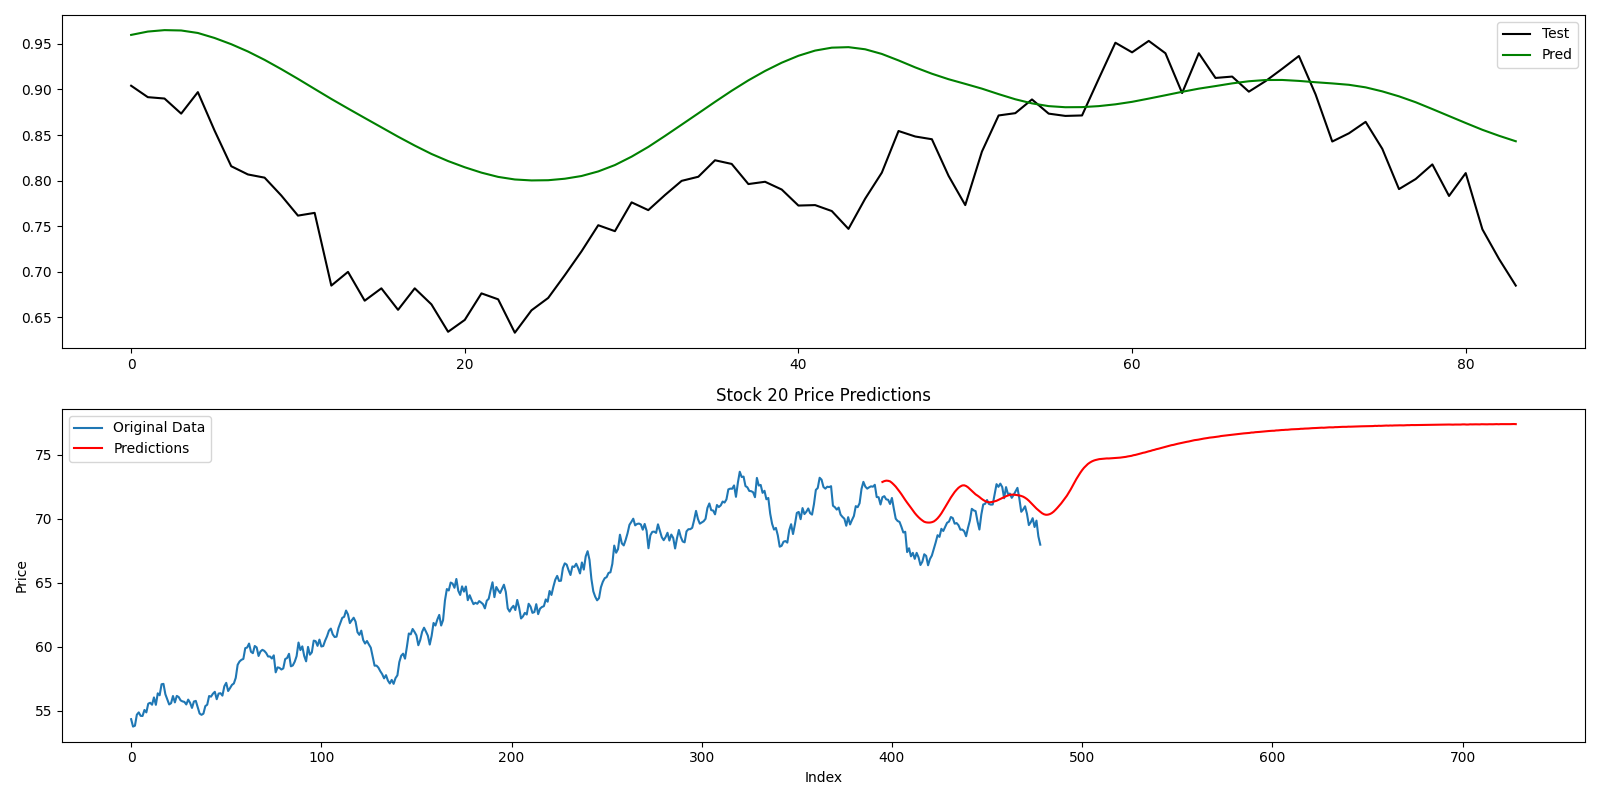 0.95
0.90
0.85
0.80
0.75
0.70
0.65
Test
Pred
0 20 40 60 80
Stock 20 Price Predictions
Original Data
Predictions
Price
75
70
65
60
55
0 100 200 300 400 500 600 700
Index